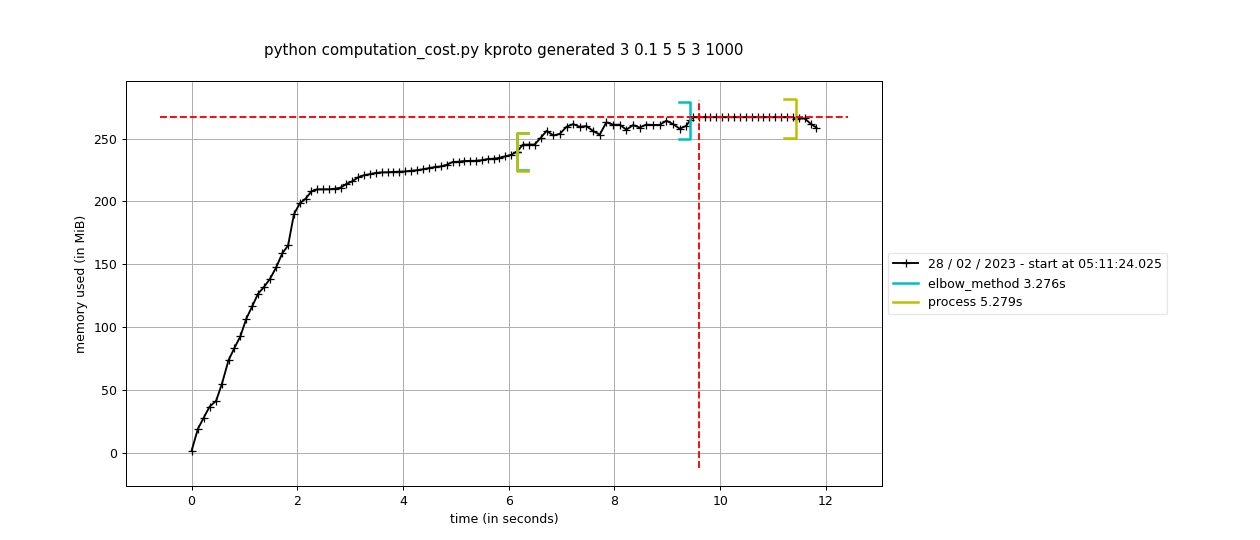 python computation_cost.py kproto generated 3 0.1 5 5 3 1000
memory used (in MiB)
250
200
150
100
50
0
0 2 4 6 8 10 12
time (in seconds)
28 / 02 / 2023 - start at 05:11:24.025
elbow_method 3.276s
process 5.279s